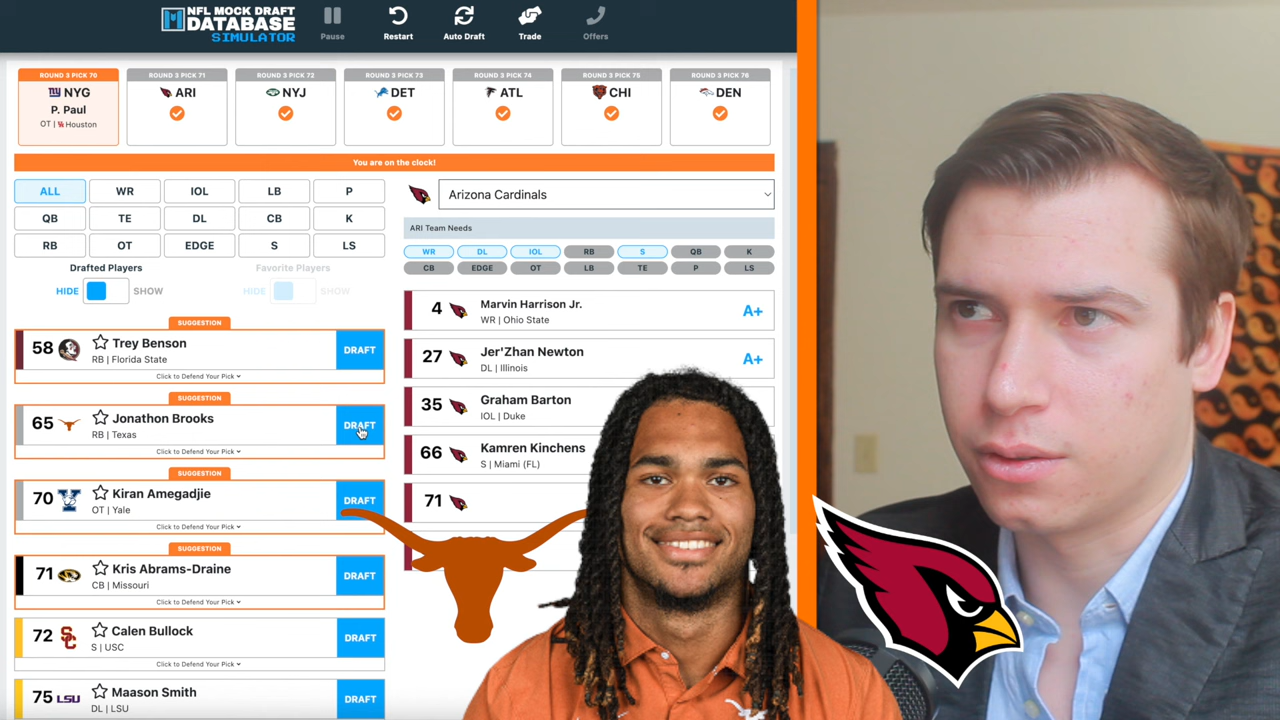 NFL MOCK DRAFT
DATABASE
SIMULATOR
Pause
Restart
Auto Draft
Trade
Offers
ROUND 3 PICK 70
NYG
P. Paul
OT | Houston
ROUND 3 PICK 71
ARI
ROUND 3 PICK 72
NYJ
ROUND 3 PICK 73
DET
ROUND 3 PICK 74
ATL
ROUND 3 PICK 75
CHI
ROUND 3 PICK 76
DEN
You are on the clock!
ALL
WR
IOL
LB
P
QB
TE
DL
CB
K
RB
OT
EDGE
S
LS
Drafted Players
HIDE
SHOW
Favorite Players
HIDE
SHOW
SUGGESTION
58
Trey Benson
RB | Florida State
DRAFT
Click to Defend Your Pick
SUGGESTION
65
Jonathon Brooks
RB | Texas
DRAFT
Click to Defend Your Pick
SUGGESTION
70
Kiran Amegadjie
OT | Yale
DRAFT
Click to Defend Your Pick
SUGGESTION
71
Kris Abrams-Draine
CB | Missouri
DRAFT
Click to Defend Your Pick
72
SC
Calen Bullock
S | USC
DRAFT
Click to Defend Your Pick
75
LSU
Maason Smith
DL | LSU
DRAFT
Arizona Cardinals
ARI Team Needs
WR
DL
IOL
RB
S
QB
K
CB
EDGE
OT
LB
TE
P
LS
4
Marvin Harrison Jr.
WR | Ohio State
A+
27
Jer'Zhan Newton
DL | Illinois
A+
35
Graham Barton
IOL | Duke
66
Kamren Kinchens
S | Miami (FL)
71